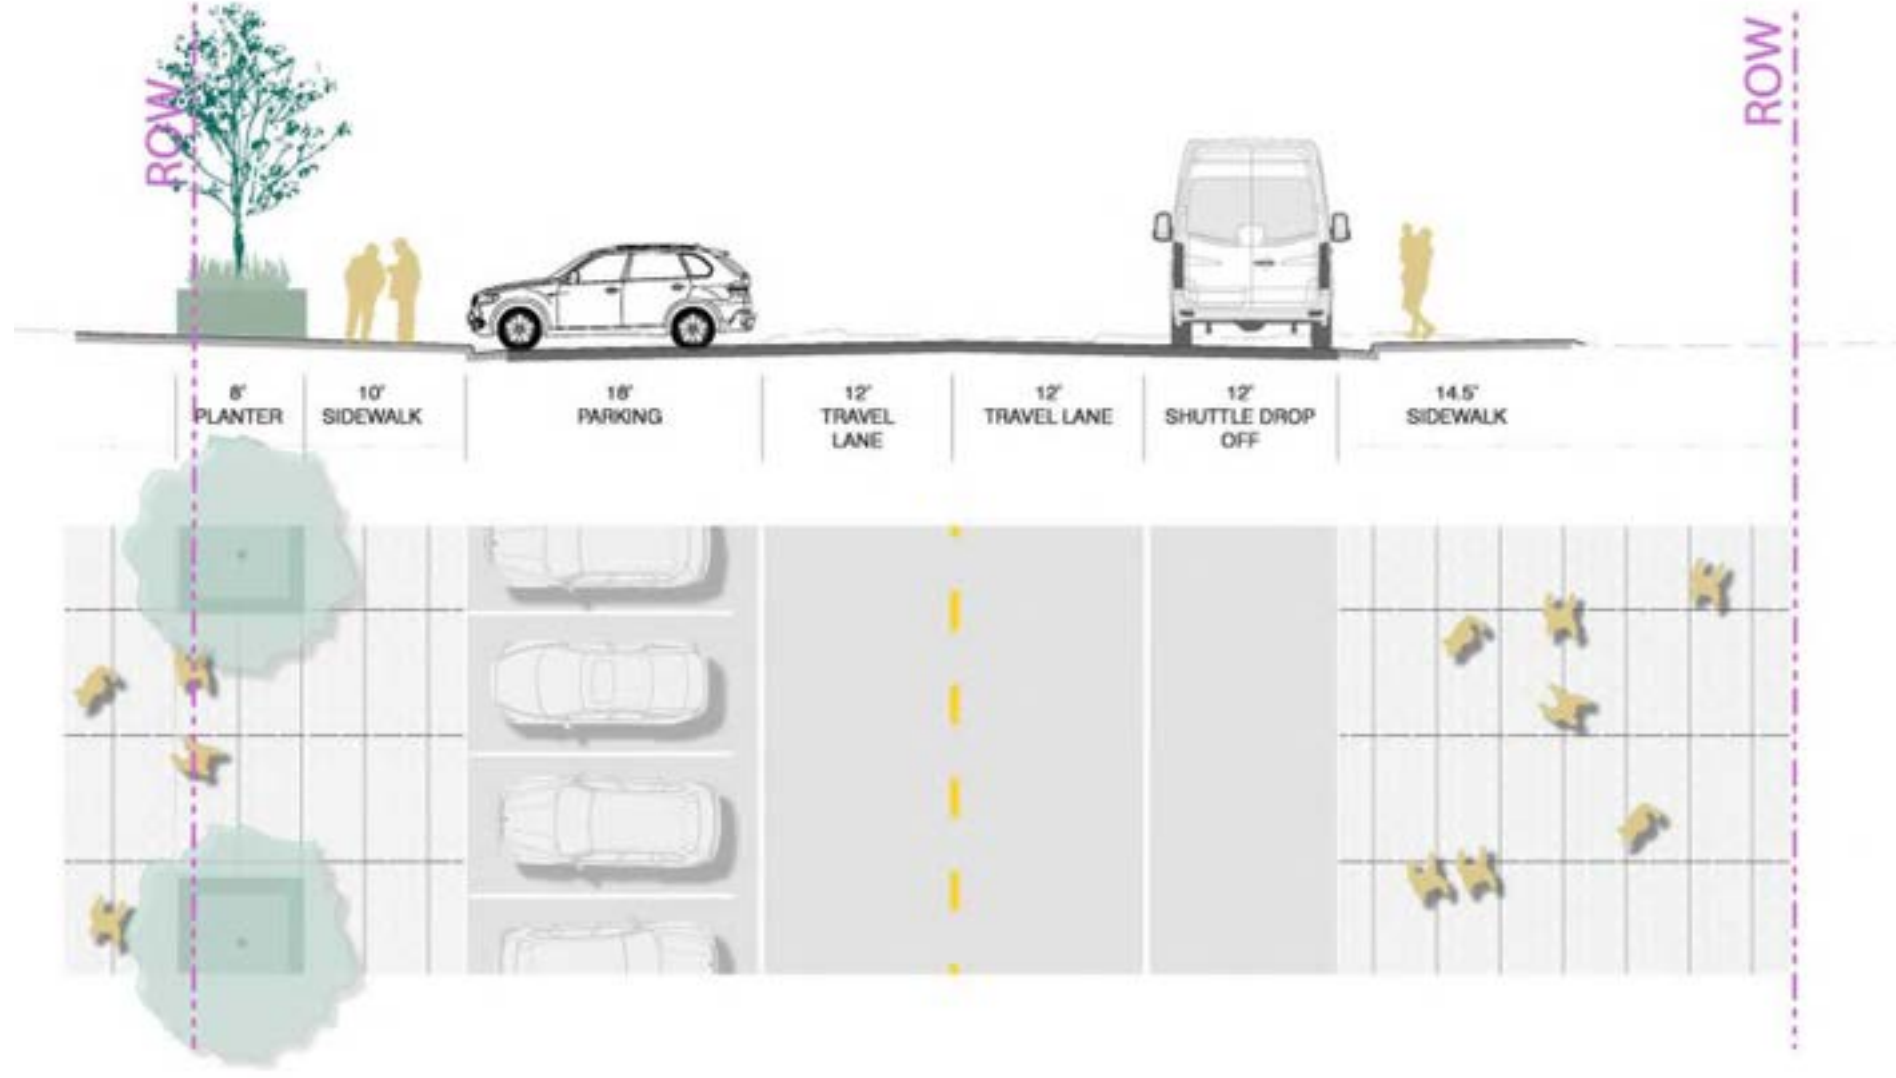 ROW
ROW
8'
PLANTER
10'
SIDEWALK
18'
PARKING
12'
TRAVEL
LANE
12'
TRAVEL LANE
12'
SHUTTLE DROP
OFF
14.5'
SIDEWALK